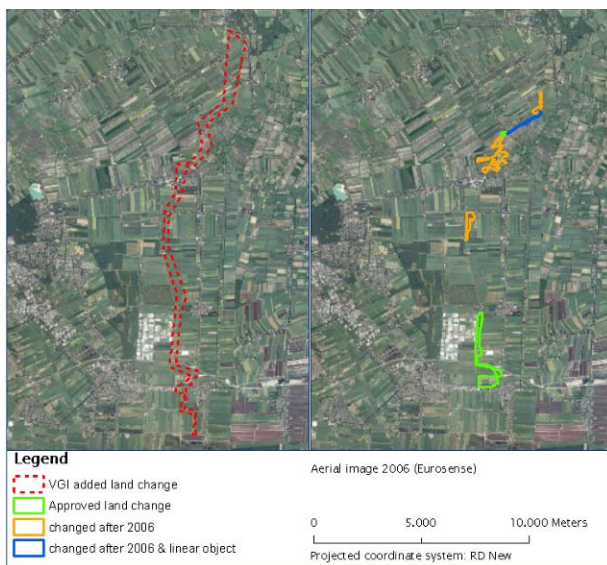 Legend
VGI added land change
Approved land change
changed after 2006
changed after 2006 & linear object
Aerial image 2006 (Eurosense)
0 5.000 10.000 Meters
Projected coordinate system: RD New